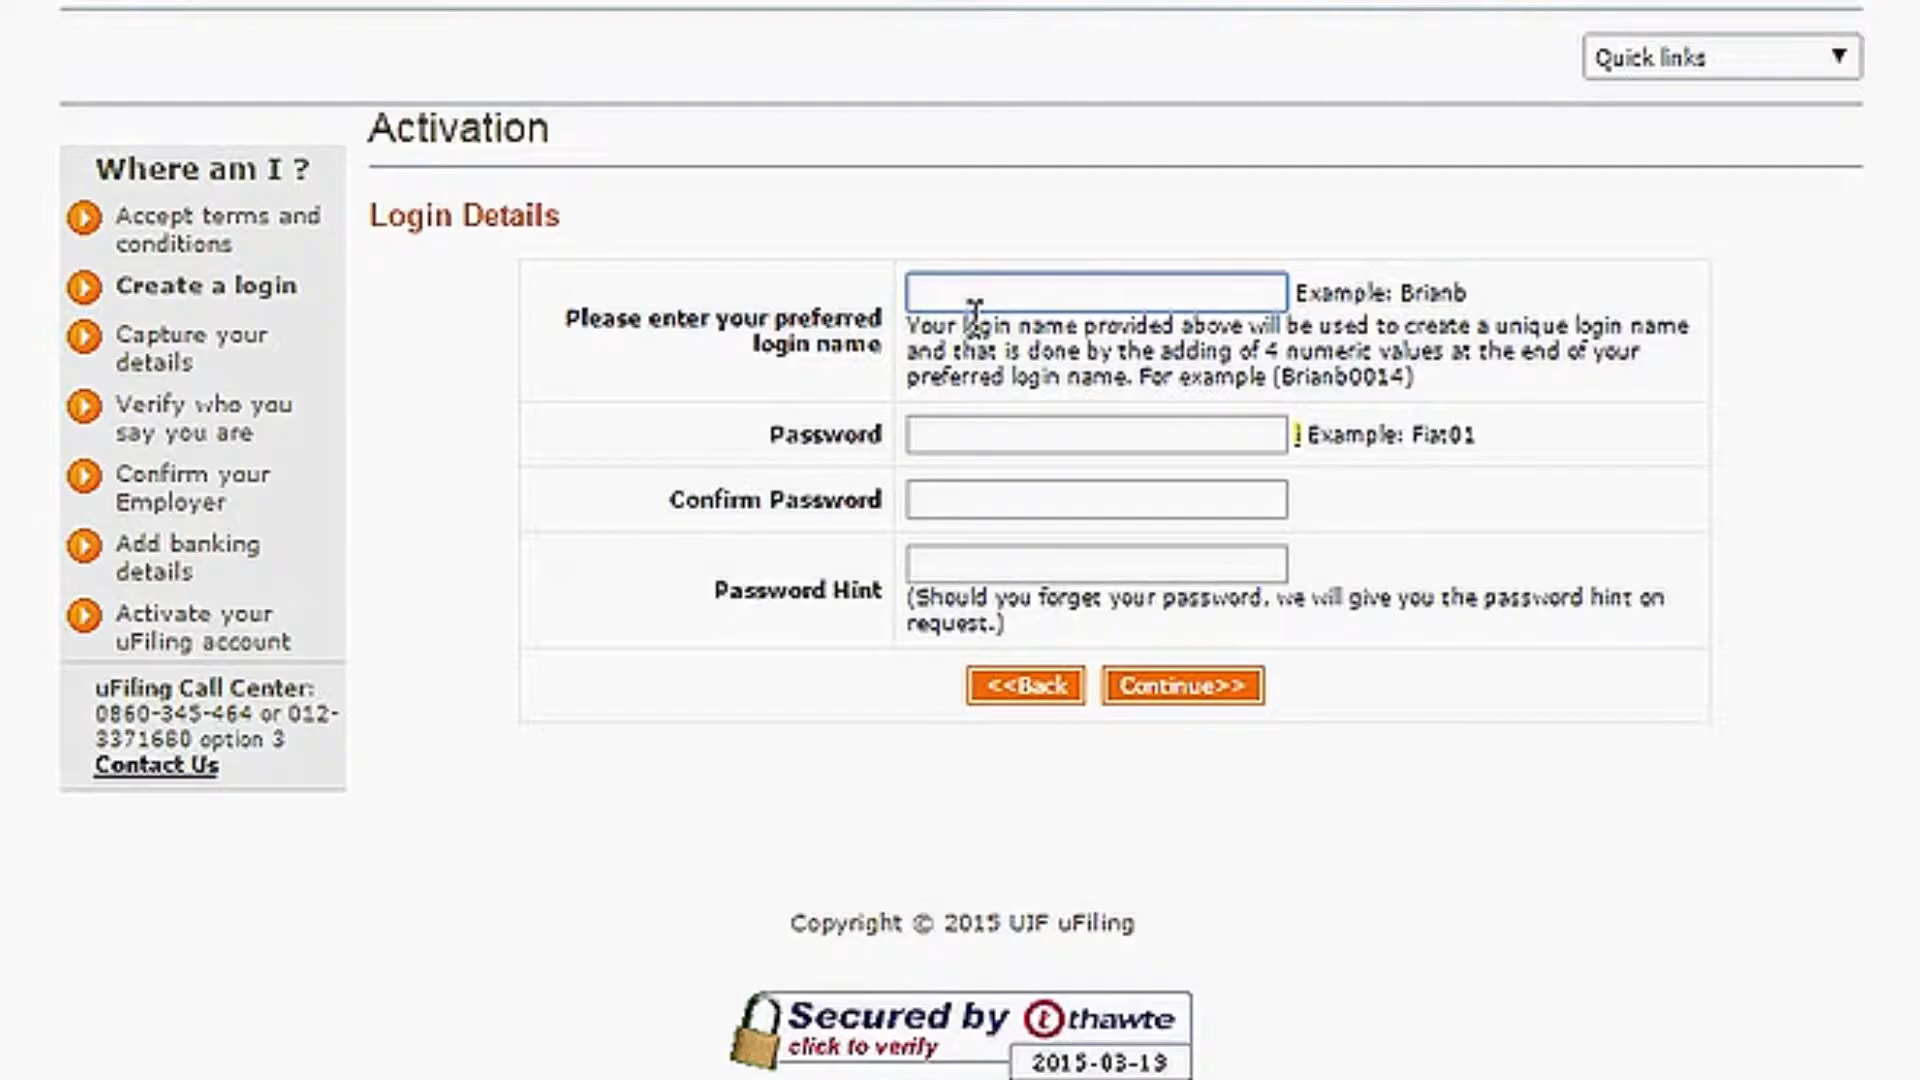 Quick links
Activation
Where am I ?
Accept terms and
conditions
Create a login
Capture your
details
Verify who you
say you are
Confirm your
Employer
Add banking
details
Activate your
uFiling account
uFiling Call Center:
0860-345-464 or 012-
3371680 option 3
Contact Us
Login Details
Please enter your preferred
login name
Example: Brianb
Your login name provided above will be used to create a unique login name
and that is done by the adding of 4 numeric values at the end of your
preferred login name. For example (Brianb0014)
Password
Example: Fiat01
Confirm Password
Password Hint
(Should you forget your password, we will give you the password hint on
request.)
<<Back
Continue>>
Copyright © 2015 UIF uFiling
Secured by thawte
click to verify
2015-03-19